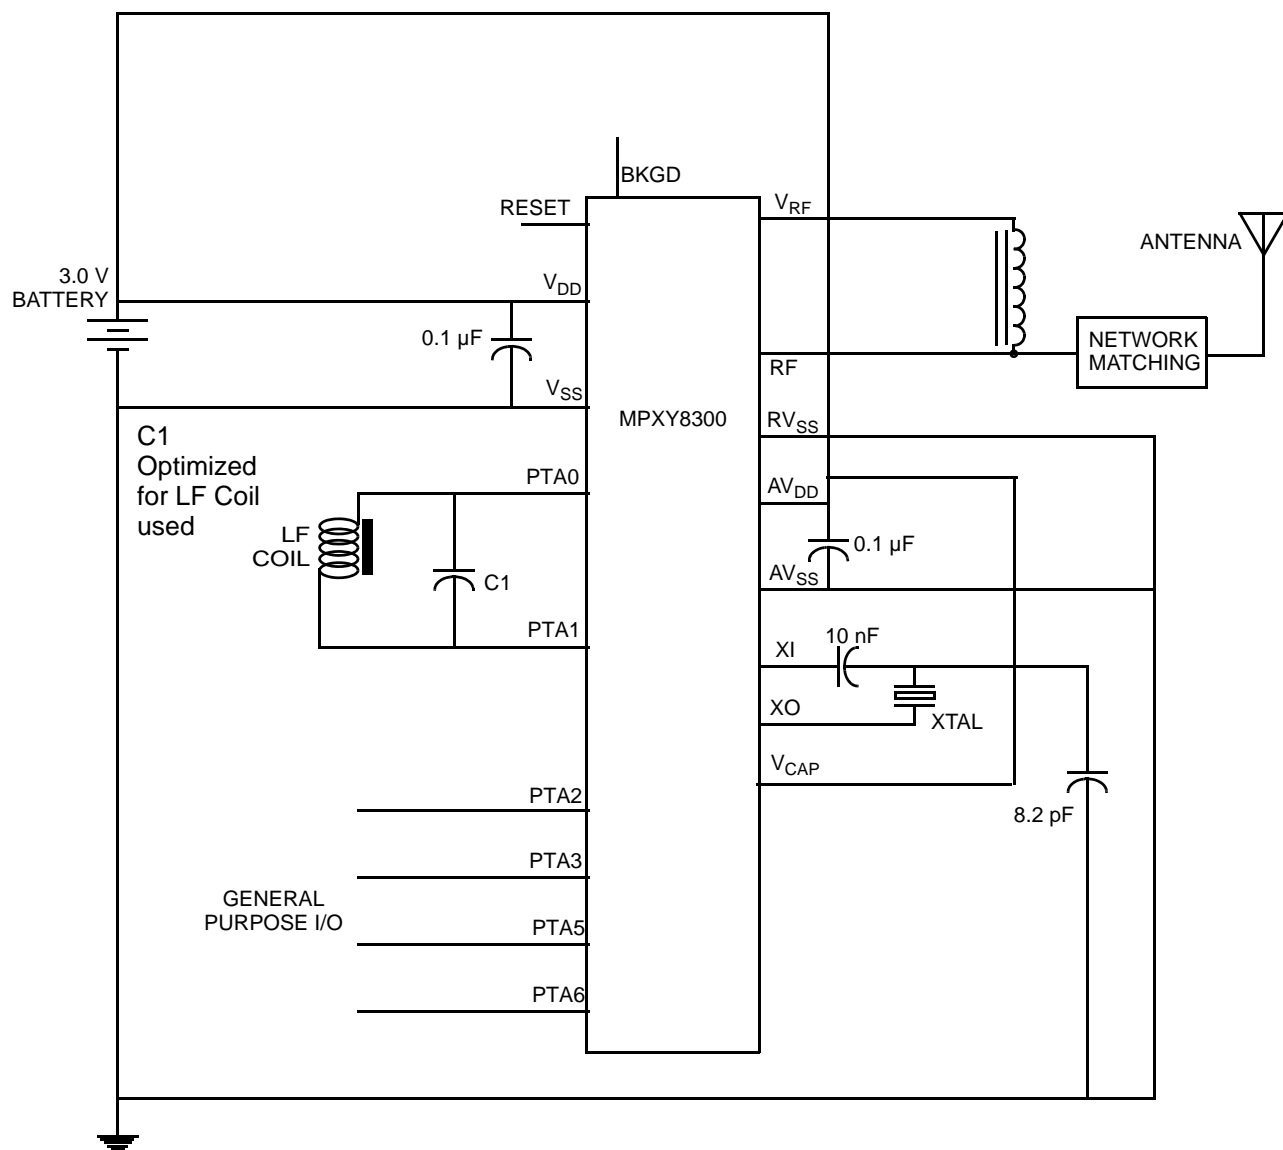 BKGD
RESET
V_RF
ANTENNA
3.0 V
BATTERY
V_DD
0.1 µF
NETWORK
MATCHING
RF
V_SS
MPXY8300
RV_SS
C1
Optimized
for LF Coil
used
PTA0
AV_DD
LF
COIL
0.1 µF
C1
AV_SS
PTA1
10 nF
XI
XO
XTAL
V_CAP
PTA2
8.2 pF
PTA3
GENERAL
PURPOSE I/O
PTA5
PTA6